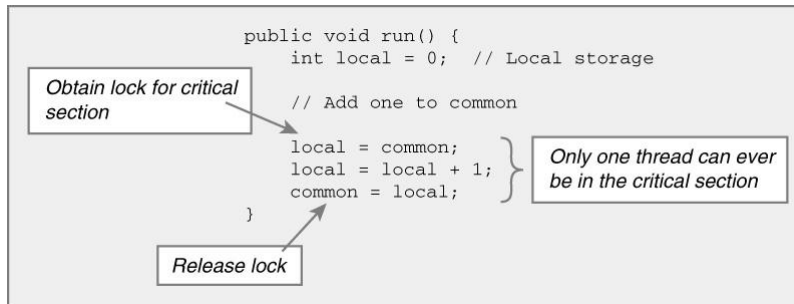 public void run() {
int local = 0;  // Local storage
Obtain lock for critical
section
// Add one to common
local = common;
local = local + 1;
common = local;
}
Only one thread can ever
be in the critical section
Release lock